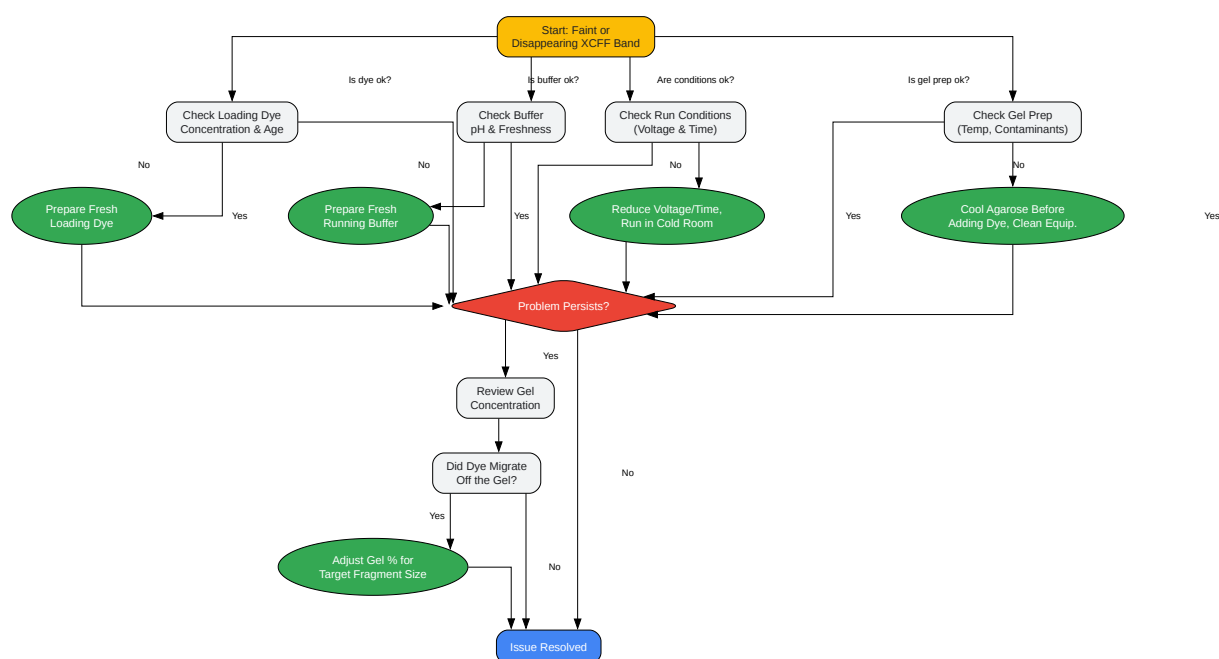 Start: Faint or
Disappearing XCFF Band
Is dye ok?
Is buffer ok?
Are conditions ok?
Is gel prep ok?
Check Loading Dye
Concentration & Age
Check Buffer
pH & Freshness
Check Run Conditions
(Voltage & Time)
Check Gel Prep
(Temp, Contaminants)
No
No
No
No
Prepare Fresh
Loading Dye
Yes
Prepare Fresh
Running Buffer
Yes
Reduce Voltage/Time,
Run in Cold Room
Yes
Cool Agarose Before
Adding Dye, Clean Equip.
Yes
Problem Persists?
Yes
Review Gel
Concentration
No
Did Dye Migrate
Off the Gel?
Yes
Adjust Gel % for
Target Fragment Size
No
Issue Resolved